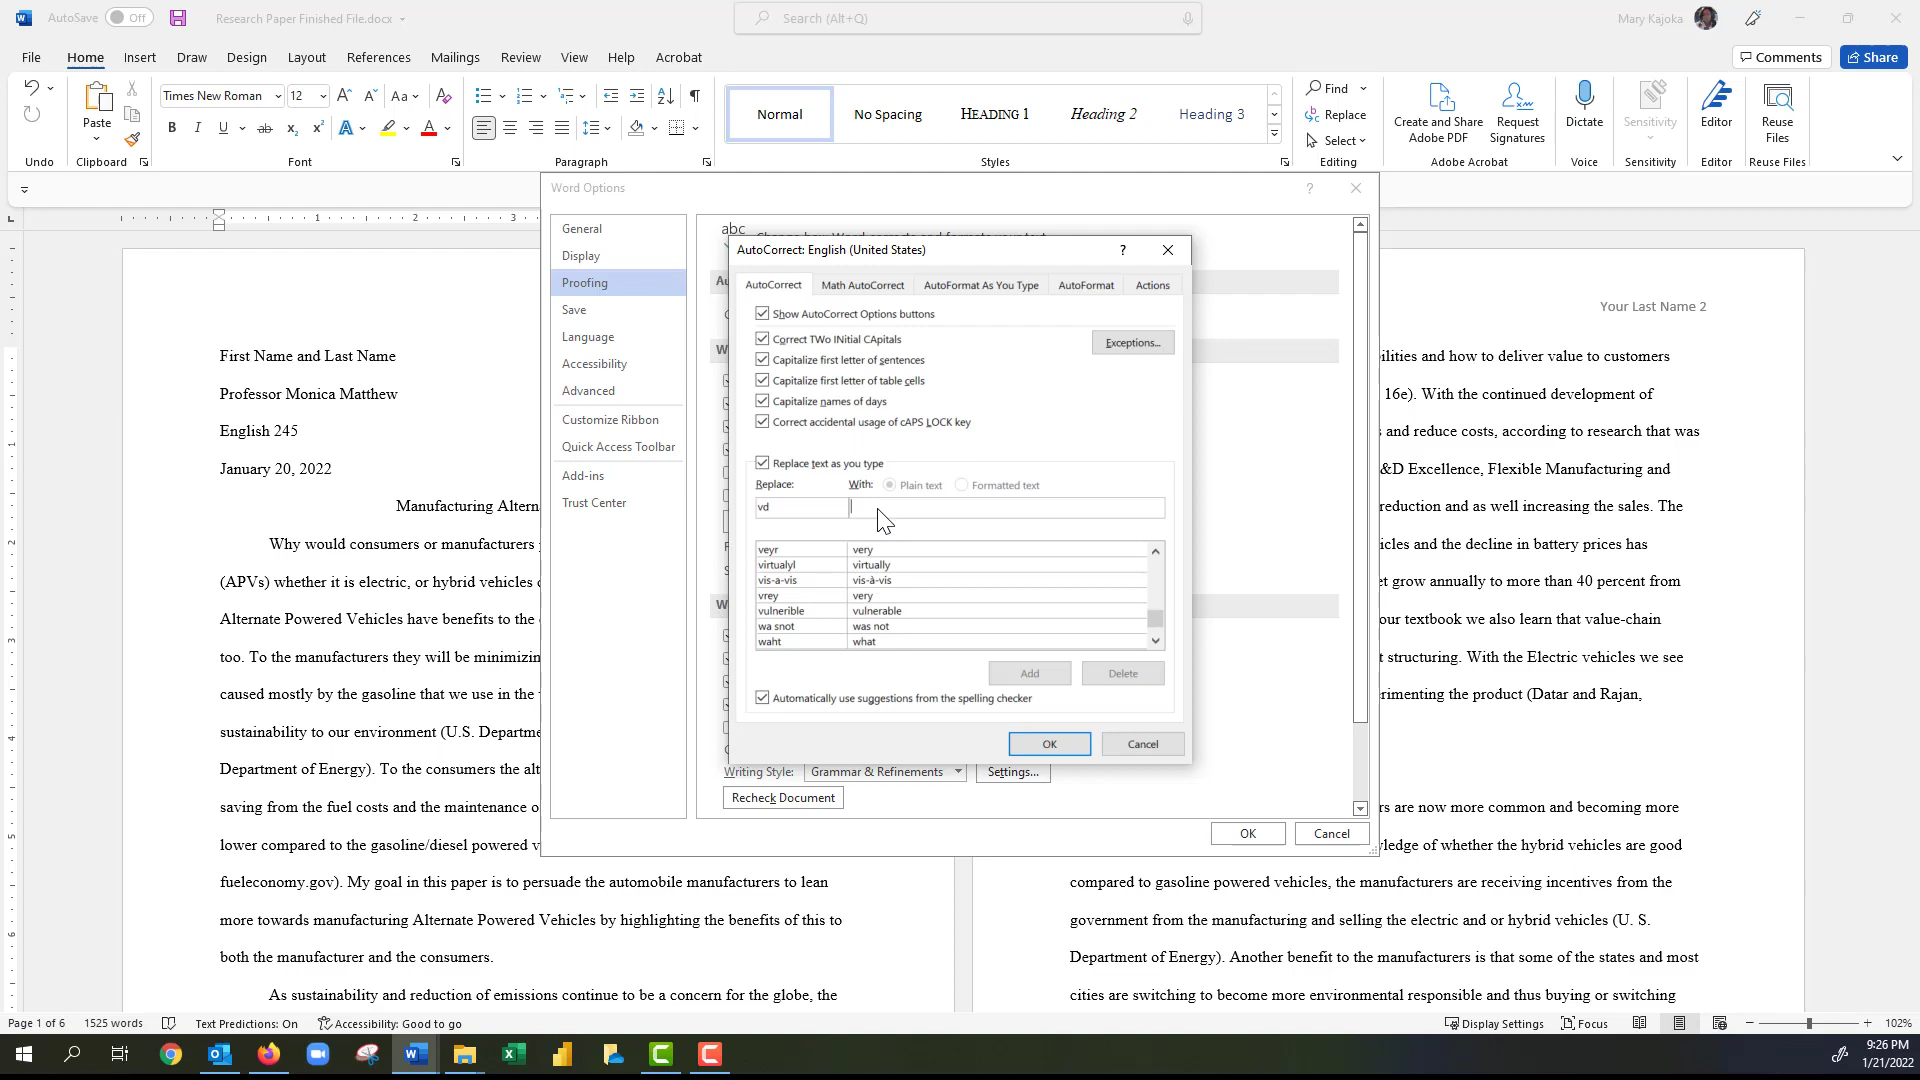 AutoSave Off Research Paper Finished File.docx Search (Alt+Q) Mary Kajoka
File Home Insert Draw Design Layout References Mailings Review View Help Acrobat Comments Share
Times New Roman 12
Paste
Normal No Spacing HEADING 1 Heading 2 Heading 3
Find
Replace
Select
Create and Share
Adobe PDF
Request
Signatures
Dictate
Sensitivity
Editor
Reuse
Files
Undo Clipboard Font Paragraph Styles Editing Adobe Acrobat Voice Sensitivity Editor Reuse Files
Word Options
General
Display
Proofing
Save
Language
Accessibility
Advanced
Customize Ribbon
Quick Access Toolbar
Add-ins
Trust Center
abc
AutoCorrect: English (United States)
AutoCorrect Math AutoCorrect AutoFormat As You Type AutoFormat Actions
Show AutoCorrect Options buttons
Correct TWo INitial CApitals
Exceptions...
Capitalize first letter of sentences
Capitalize first letter of table cells
Capitalize names of days
Correct accidental usage of cAPS LOCK key
Replace text as you type
Replace: With: Plain text Formatted text
vd
veyr very
virtualyl virtually
vis-a-vis vis-à-vis
vrey very
vulnerible vulnerable
wa snot was not
waht what
Add Delete
Automatically use suggestions from the spelling checker
OK Cancel
Writing Style: Grammar & Refinements Settings...
Recheck Document
OK Cancel
First Name and Last Name
Professor Monica Matthew
English 245
January 20, 2022
Manufacturing Altern
Why would consumers or manufacturers
(APVs) whether it is electric, or hybrid vehicles
Alternate Powered Vehicles have benefits to the
too. To the manufacturers they will be minimizin
caused mostly by the gasoline that we use in the
sustainability to our environment (U.S. Departme
Department of Energy). To the consumers the alt
saving from the fuel costs and the maintenance o
lower compared to the gasoline/diesel powered v
fueleconomy.gov). My goal in this paper is to persuade the automobile manufacturers to lean
more towards manufacturing Alternate Powered Vehicles by highlighting the benefits of this to
both the manufacturer and the consumers.
As sustainability and reduction of emissions continue to be a concern for the globe, the
Your Last Name 2
ilities and how to deliver value to customers
16e). With the continued development of
s and reduce costs, according to research that was
&D Excellence, Flexible Manufacturing and
reduction and as well increasing the sales. The
icles and the decline in battery prices has
et grow annually to more than 40 percent from
our textbook we also learn that value-chain
t structuring. With the Electric vehicles we see
erimenting the product (Datar and Rajan,
rs are now more common and becoming more
vledge of whether the hybrid vehicles are good
compared to gasoline powered vehicles, the manufacturers are receiving incentives from the
government from the manufacturing and selling the electric and or hybrid vehicles (U. S.
Department of Energy). Another benefit to the manufacturers is that some of the states and most
cities are switching to become more environmental responsible and thus buying or switching
Page 1 of 6 1525 words Text Predictions: On Accessibility: Good to go Display Settings Focus 102%
9:26 PM
1/21/2022